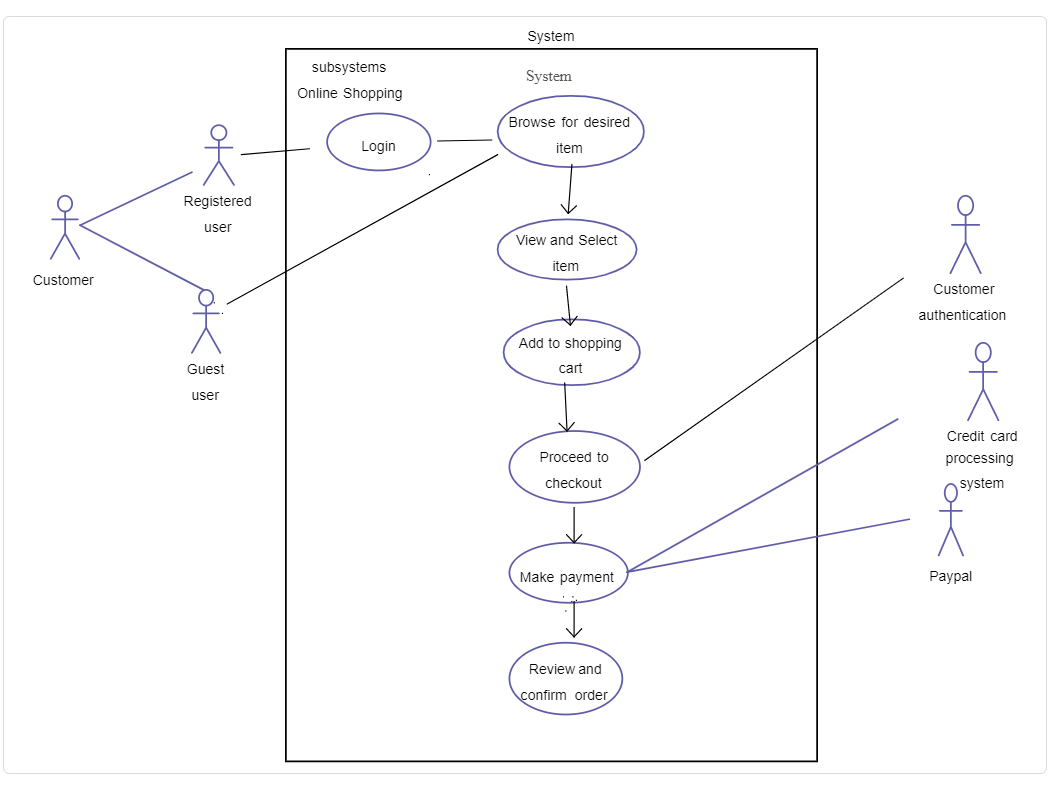 System
subsystems
Online Shopping
System
Login
Browse for desired
item
Registered
user
Customer
View and Select
item
Guest
user
Add to shopping
cart
Proceed to
checkout
Make payment
Review and
confirm order
Customer
authentication
Credit card
processing
system
Paypal